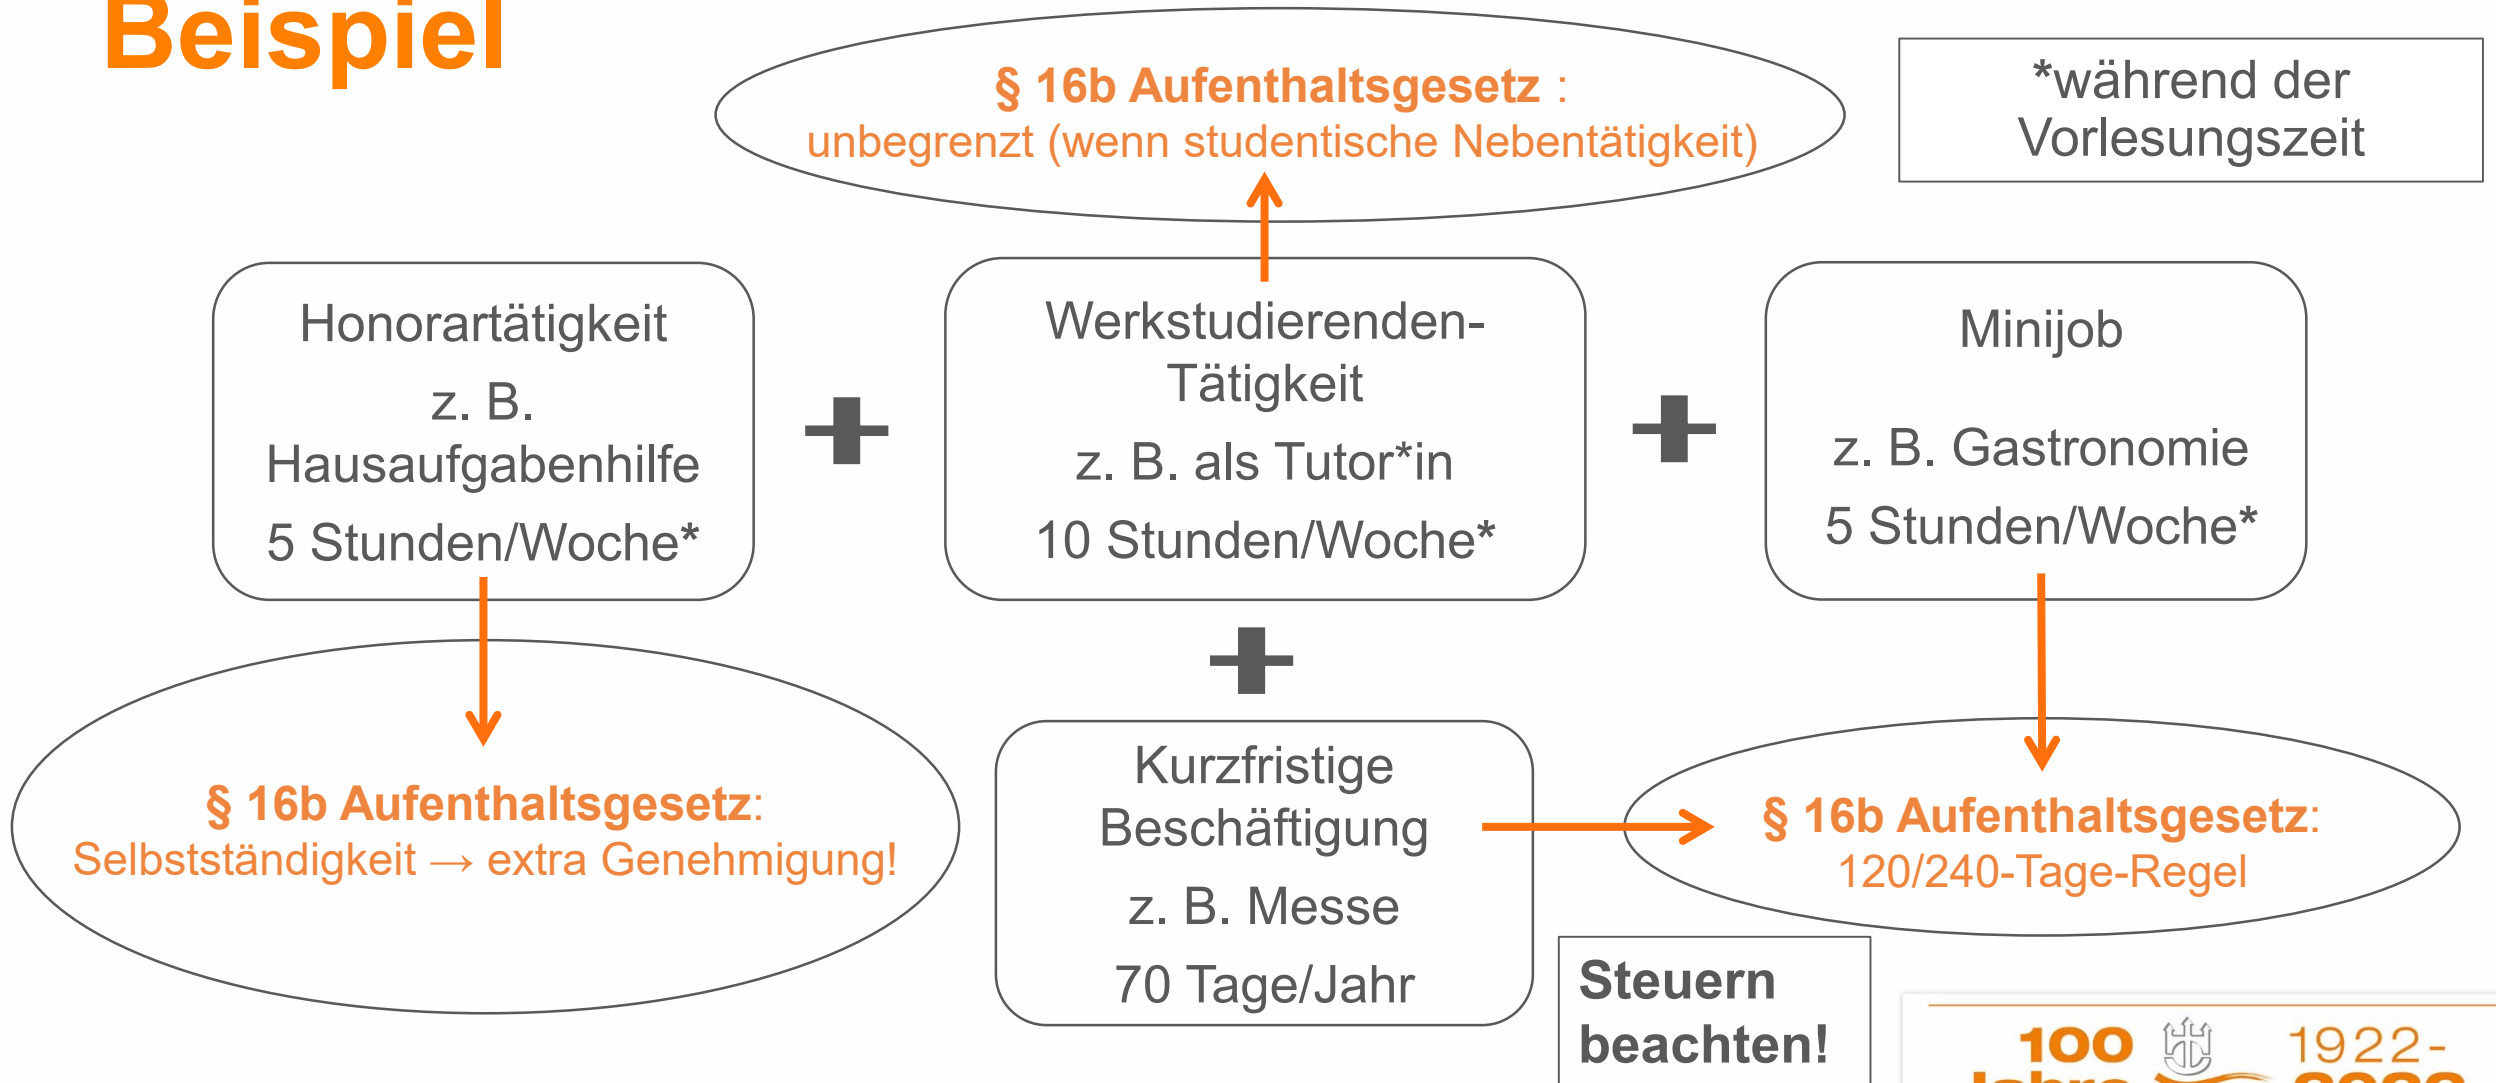 Beispiel
§ 16b Aufenthaltsgesetz :
unbegrenzt (wenn studentische Nebentätigkeit)
*während der
Vorlesungszeit
Honorartätigkeit
z. B.
Hausaufgabenhilfe
5 Stunden/Woche*
Werkstudierenden-
Tätigkeit
z. B. als Tutor*in
10 Stunden/Woche*
Minijob
z. B. Gastronomie
5 Stunden/Woche*
§ 16b Aufenthaltsgesetz:
Selbstständigkeit → extra Genehmigung!
Kurzfristige
Beschäftigung
z. B. Messe
70 Tage/Jahr
§ 16b Aufenthaltsgesetz:
120/240-Tage-Regel
Steuern
beachten!
100
Jahre
1922-